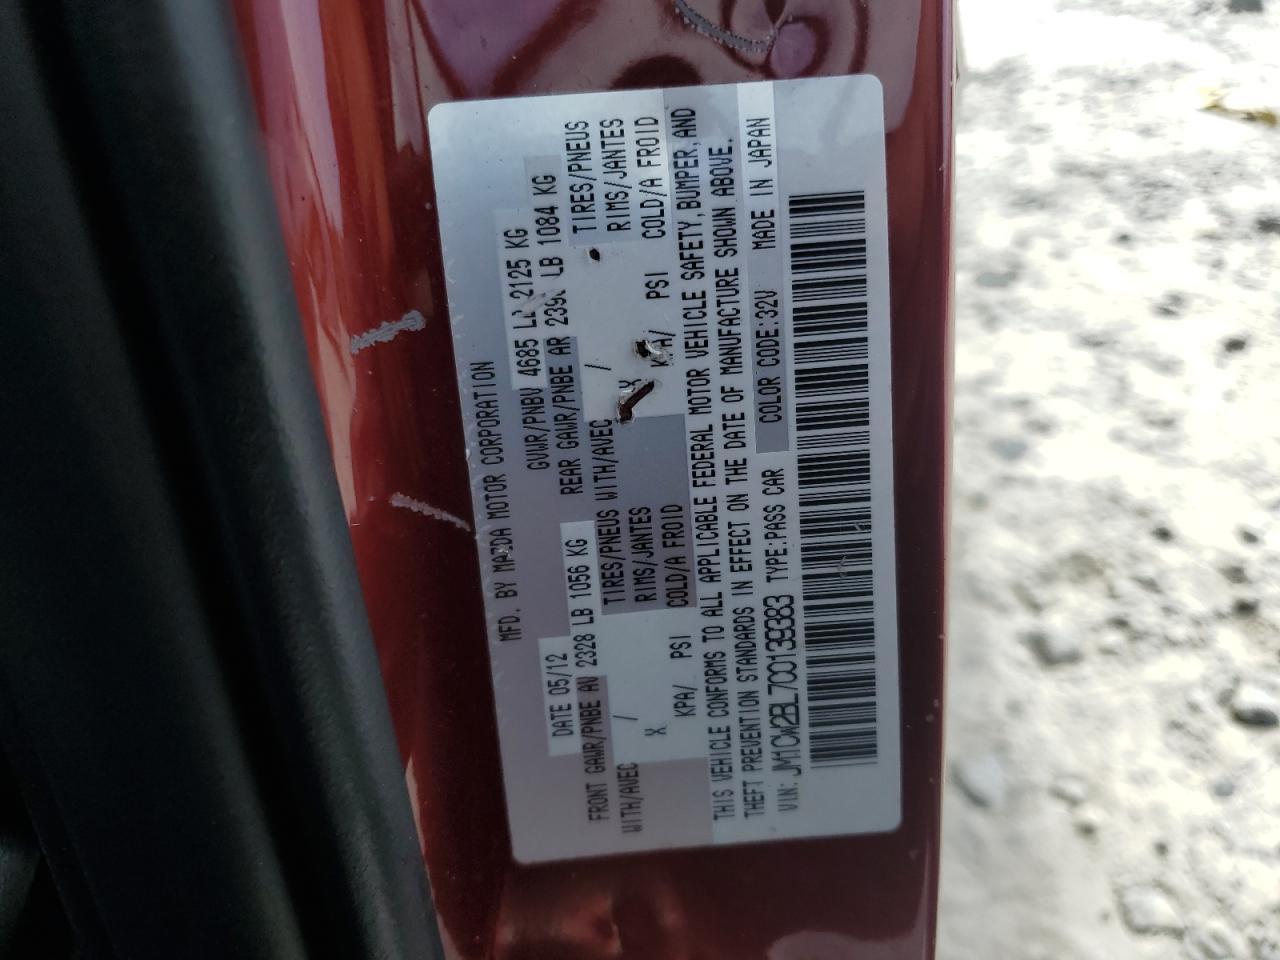 MFD. BY MAZDA MOTOR CORPORATION
DATE 05/12 GVWR/PNBV 4685 LB 2125 KG
FRONT GAWR/PNBE AV 2328 LB 1056 KG REAR GAWR/PNBE AR LB 1084 KG
WITH/AVEC / TIRES/PNEUS WITH/AVEC / TIRES/PNEUS
X RIMS/JANTES X RIMS/JANTES
KPA/ PSI COLD/A FROID KPA/ PSI COLD/A FROID
THIS VEHICLE CONFORMS TO ALL APPLICABLE FEDERAL MOTOR VEHICLE SAFETY, BUMPER, AND
THEFT PREVENTION STANDARDS IN EFFECT ON THE DATE OF MANUFACTURE SHOWN ABOVE.
VIN: JM1CW2BL7C0139383 TYPE:PASS CAR COLOR CODE:32V MADE IN JAPAN